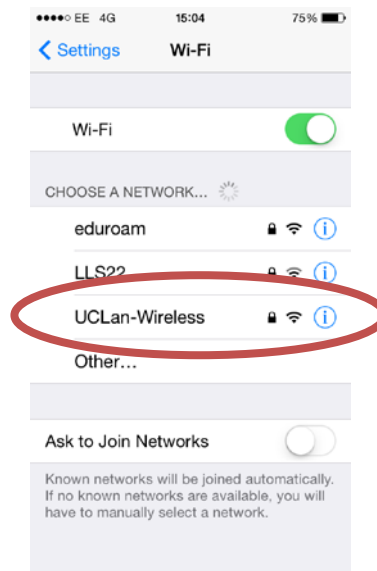 EE 4G 15:04 75%
Settings Wi-Fi
Wi-Fi
CHOOSE A NETWORK...
eduroam
LLS22
UCLan-Wireless
Other...
Ask to Join Networks
Known networks will be joined automatically.
If no known networks are available, you will
have to manually select a network.